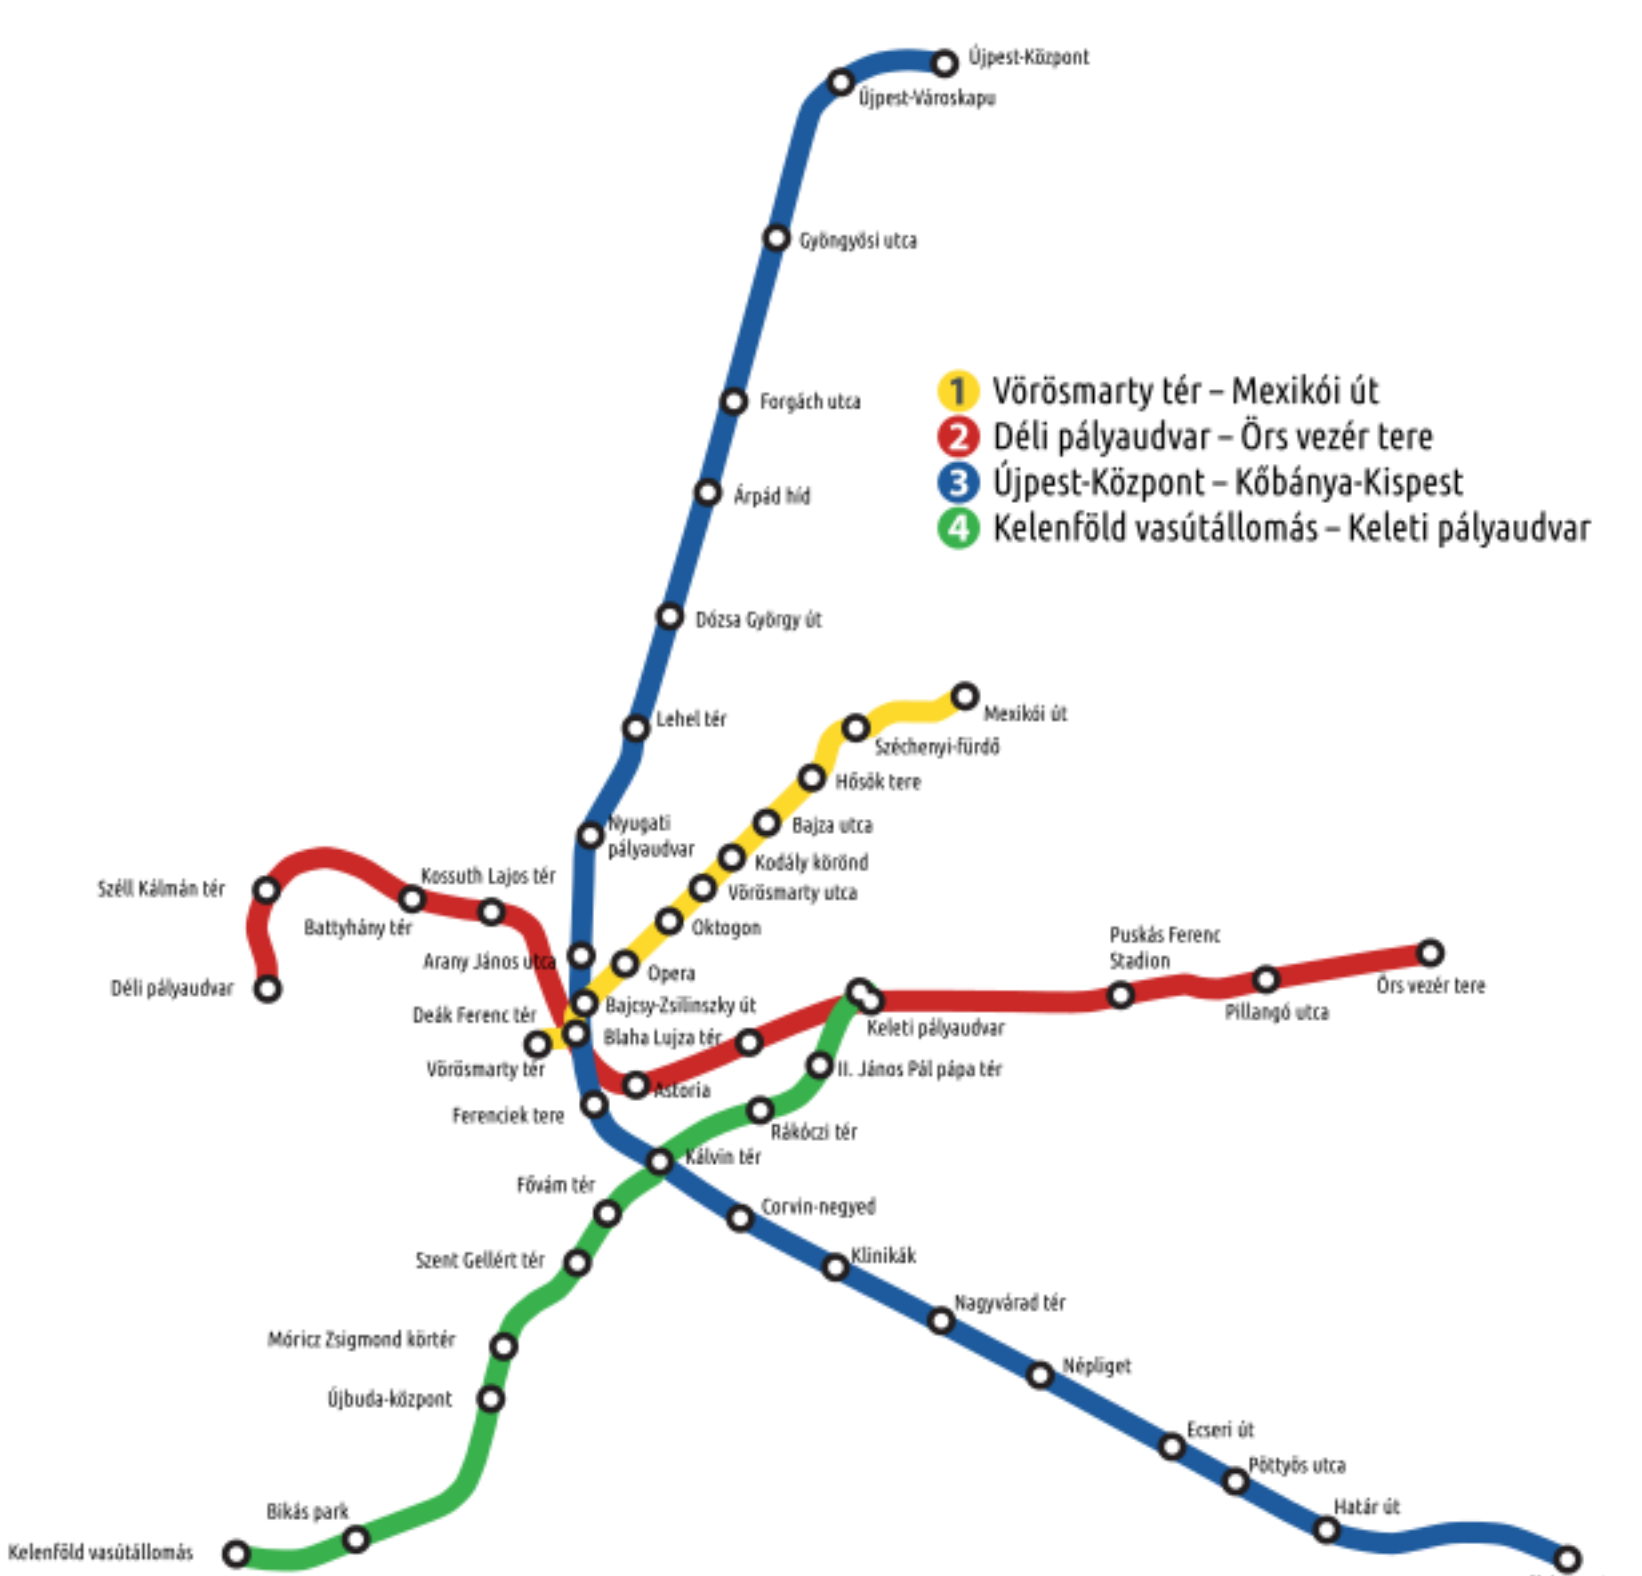 Újpest-Központ
Újpest-Városkapu
Gyöngyösi utca
Forgách utca
1 Vörösmarty tér – Mexikói út
2 Déli pályaudvar – Örs vezér tere
3 Újpest-Központ – Kőbánya-Kispest
4 Kelenföld vasútállomás – Keleti pályaudvar
Árpád híd
Dózsa György út
Lehel tér
Mexikói út
Széchenyi-fürdő
Hősök tere
Bajza utca
Kodály körönd
Vörösmarty utca
Oktogon
Opera
Bajcsy-Zsilinszky út
Nyugati
pályaudvar
Széll Kálmán tér
Kossuth Lajos tér
Battyhány tér
Arany János utca
Déli pályaudvar
Deák Ferenc tér
Vörösmarty tér
Blaha Lujza tér
Astoria
Keleti pályaudvar
Puskás Ferenc
Stadion
Pillangó utca
Örs vezér tere
II. János Pál pápa tér
Rákóczi tér
Ferenciek tere
Kálvin tér
Fővám tér
Szent Gellért tér
Móricz Zsigmond körtér
Újbuda-központ
Bikás park
Kelenföld vasútállomás
Corvin-negyed
Klinikák
Nagyvárad tér
Népliget
Ecseri út
Pöttyös utca
Határ út